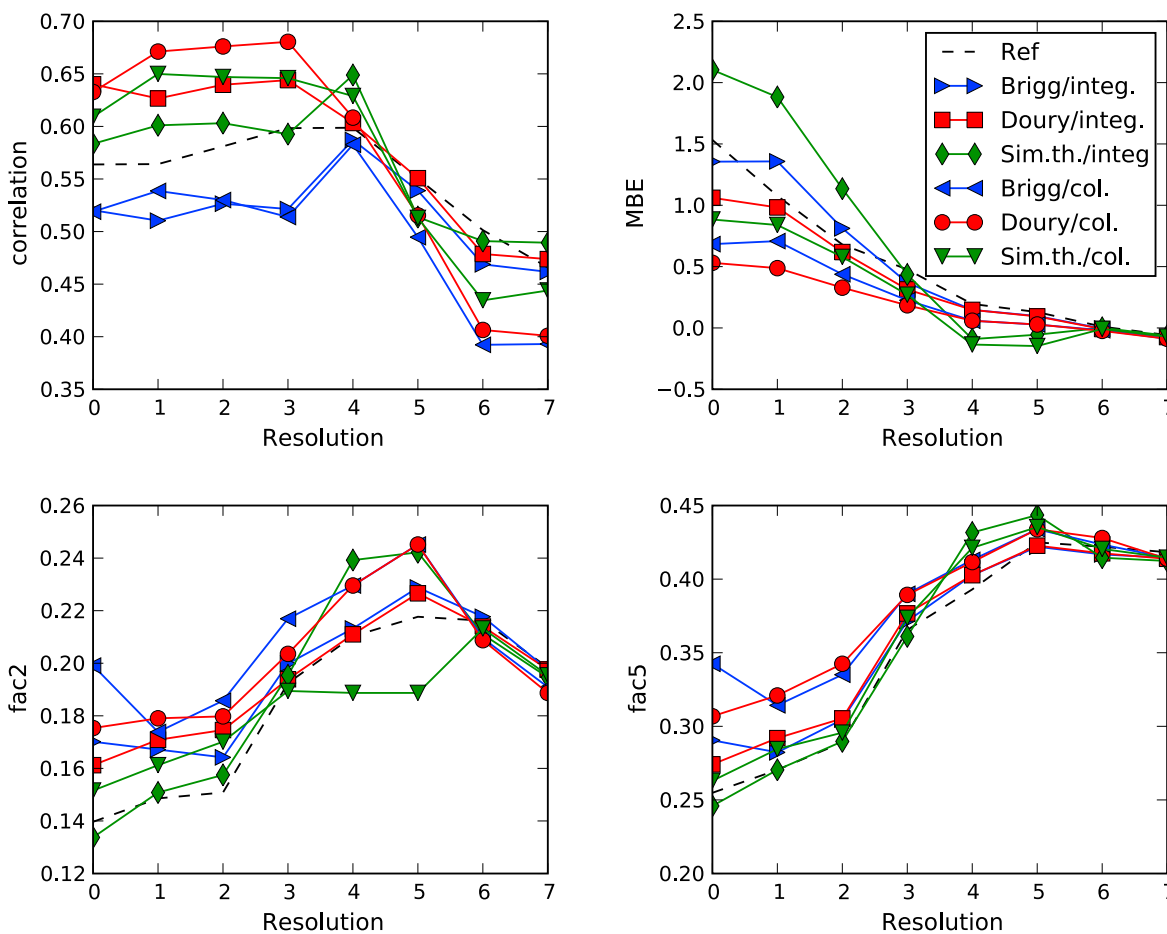 0.70
0.65
0.60
0.55
0.50
0.45
0.40
0.35
correlation
0 1 2 3 4 5 6 7
Resolution
2.5
2.0
1.5
1.0
0.5
0.0
−0.5
MBE
0 1 2 3 4 5 6 7
Resolution
Ref
Brigg/integ.
Doury/integ.
Sim.th./integ
Brigg/col.
Doury/col.
Sim.th./col.
0.26
0.24
0.22
0.20
0.18
0.16
0.14
0.12
fac2
0 1 2 3 4 5 6 7
Resolution
0.45
0.40
0.35
0.30
0.25
0.20
fac5
0 1 2 3 4 5 6 7
Resolution